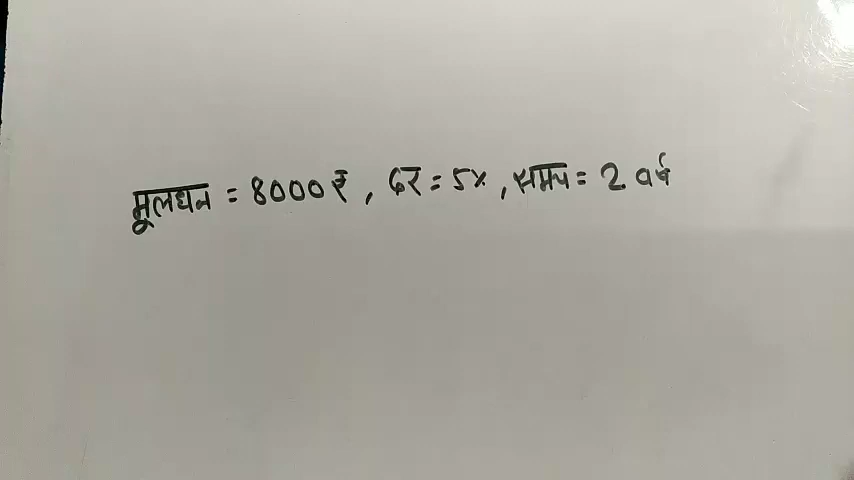 मूलधन = 8000 ₹, दर = 5%, समय = 2 वर्ष